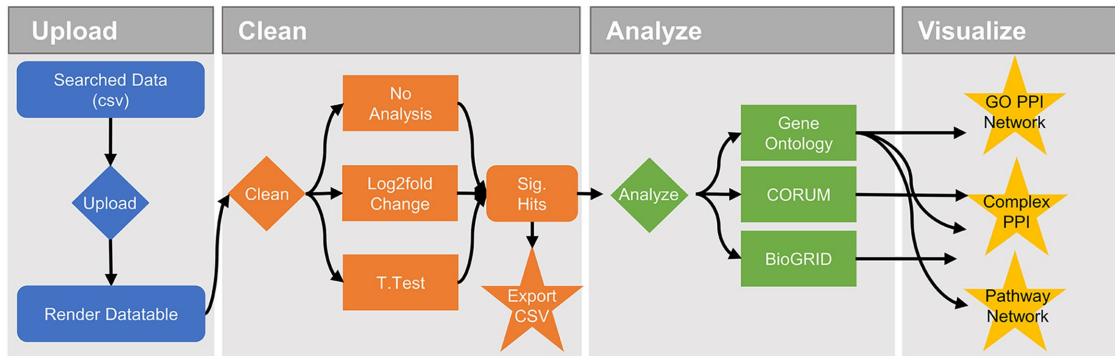 Upload
Clean
Analyze
Visualize
Searched Data
(csv)
Upload
Render Datatable
Clean
No
Analysis
Log2fold
Change
T.Test
Sig.
Hits
Export
CSV
Analyze
Gene
Ontology
CORUM
BioGRID
GO PPI
Network
Complex
PPI
Pathway
Network